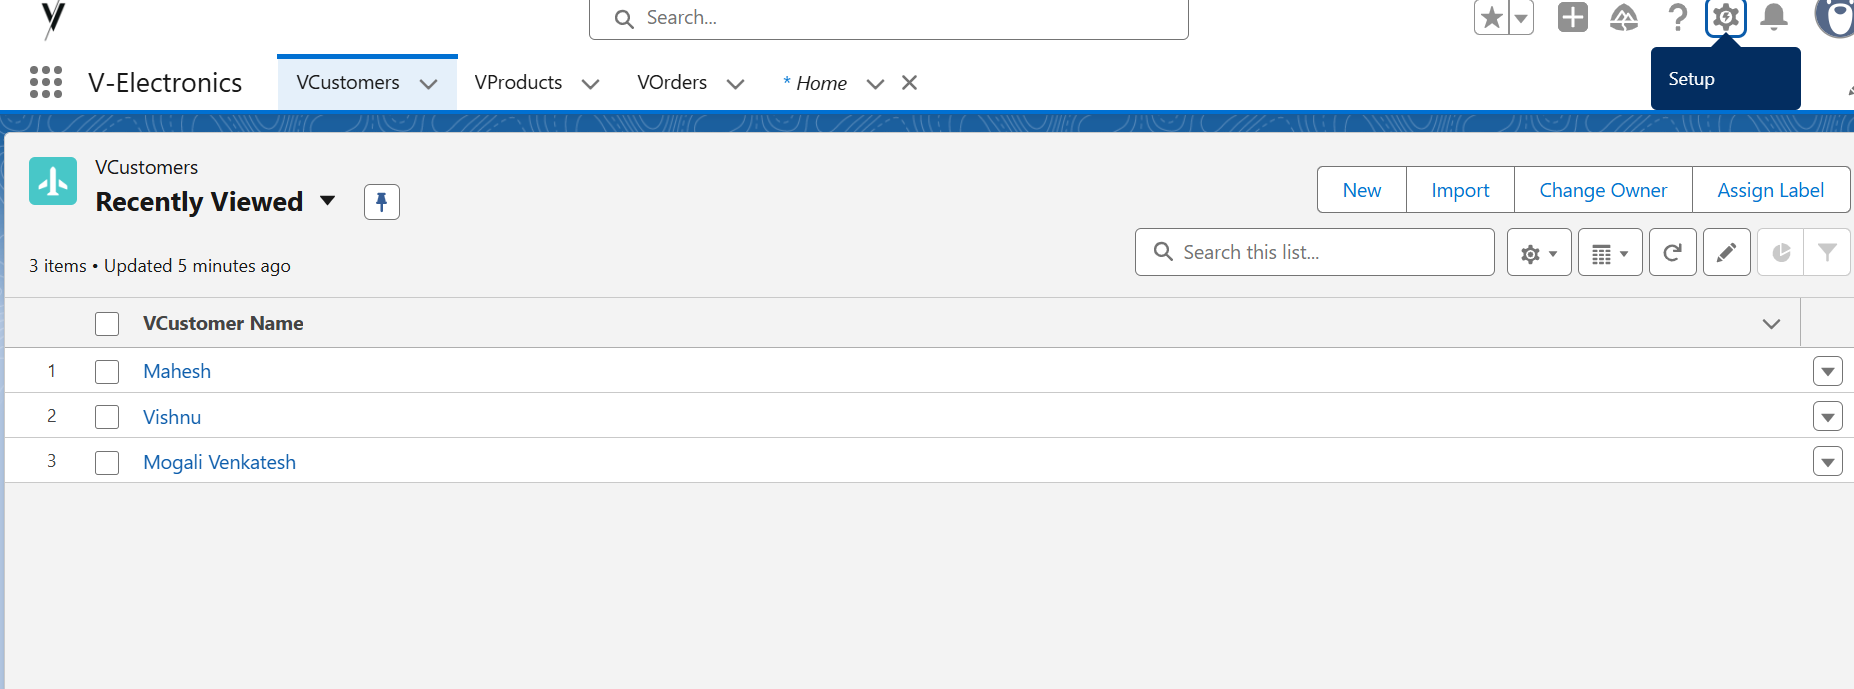 Search...
V-Electronics VCustomers VProducts VOrders * Home
Setup
VCustomers
Recently Viewed
New Import Change Owner Assign Label
3 items • Updated 5 minutes ago
Search this list...
VCustomer Name
1 Mahesh
2 Vishnu
3 Mogali Venkatesh